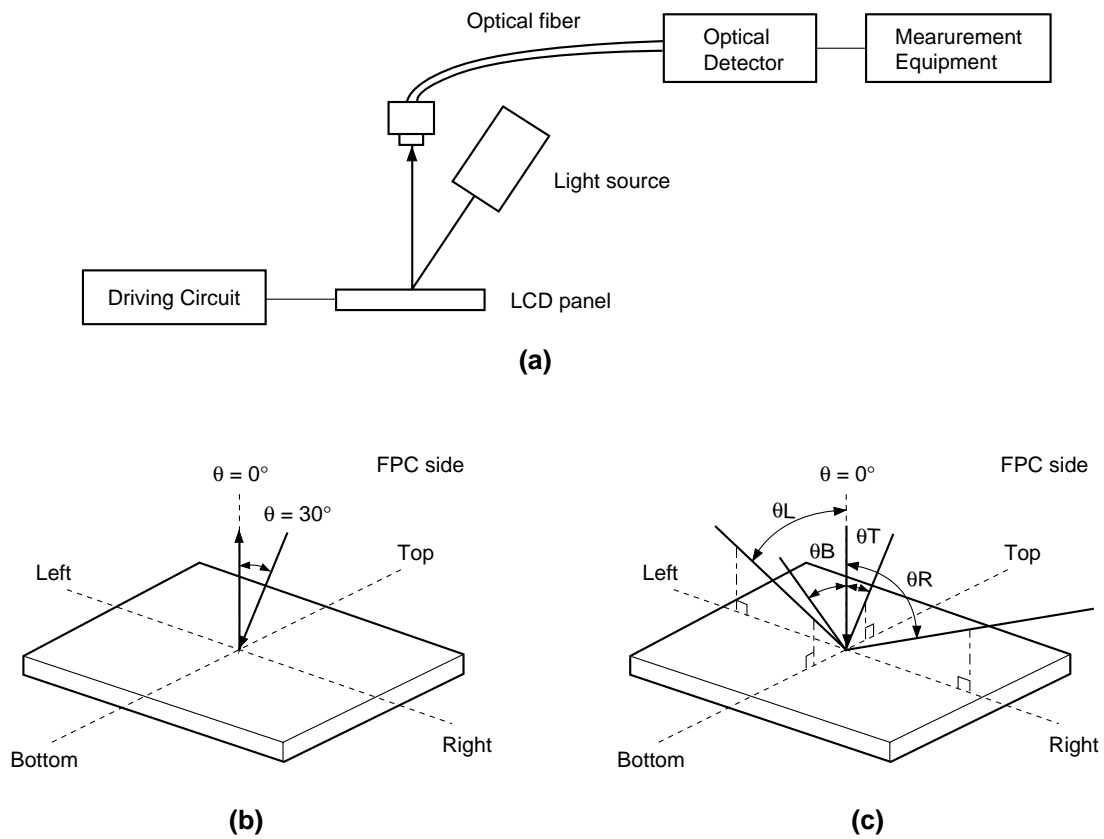 Optical fiber
Optical
Detector
Mearurement
Equipment
Light source
Driving Circuit
LCD panel
(a)
FPC side
θ = 0°
θ = 30°
Top
Left
Bottom
Right
(b)
FPC side
θ = 0°
θL
θT
θB
Top
Left
θR
Bottom
Right
(c)